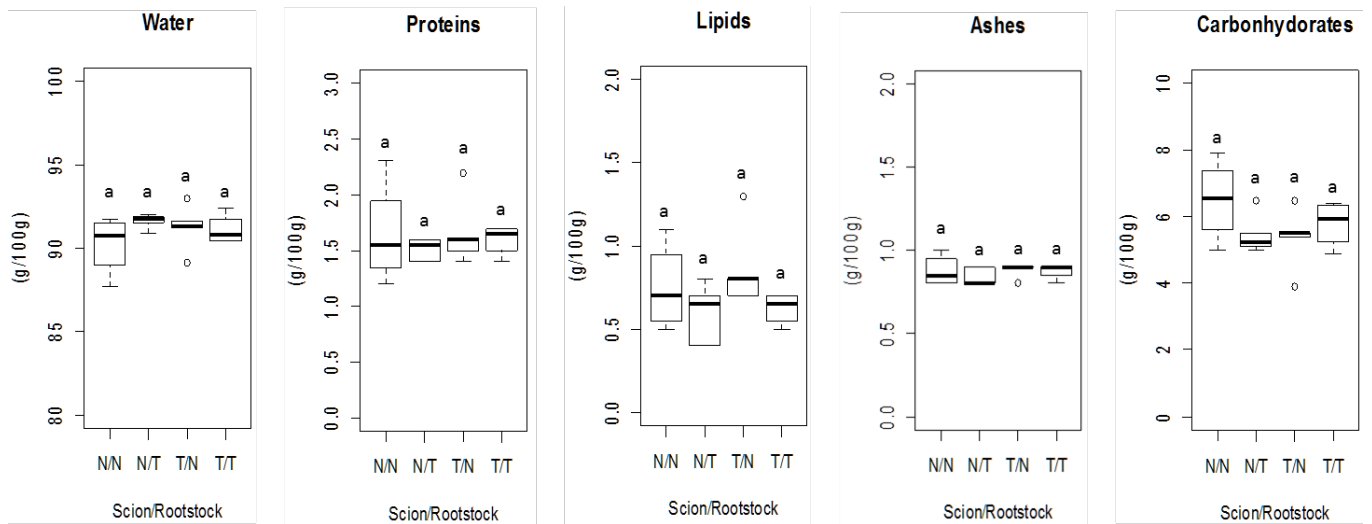 Water
(g/100g)
100
95
90
85
80
a a a a
N/N N/T T/N T/T
Scion/Rootstock
Proteins
(g/100g)
3.0
2.5
2.0
1.5
1.0
0.5
0.0
a a a a
N/N N/T T/N T/T
Scion/Rootstock
Lipids
(g/100g)
2.0
1.5
1.0
0.5
0.0
a a a a
N/N N/T T/N T/T
Scion/Rootstock
Ashes
(g/100g)
2.0
1.5
1.0
0.5
0.0
a a a a
N/N N/T T/N T/T
Scion/Rootstock
Carbonhydorates
(g/100g)
10
8
6
4
2
0
a a a a
N/N N/T T/N T/T
Scion/Rootstock